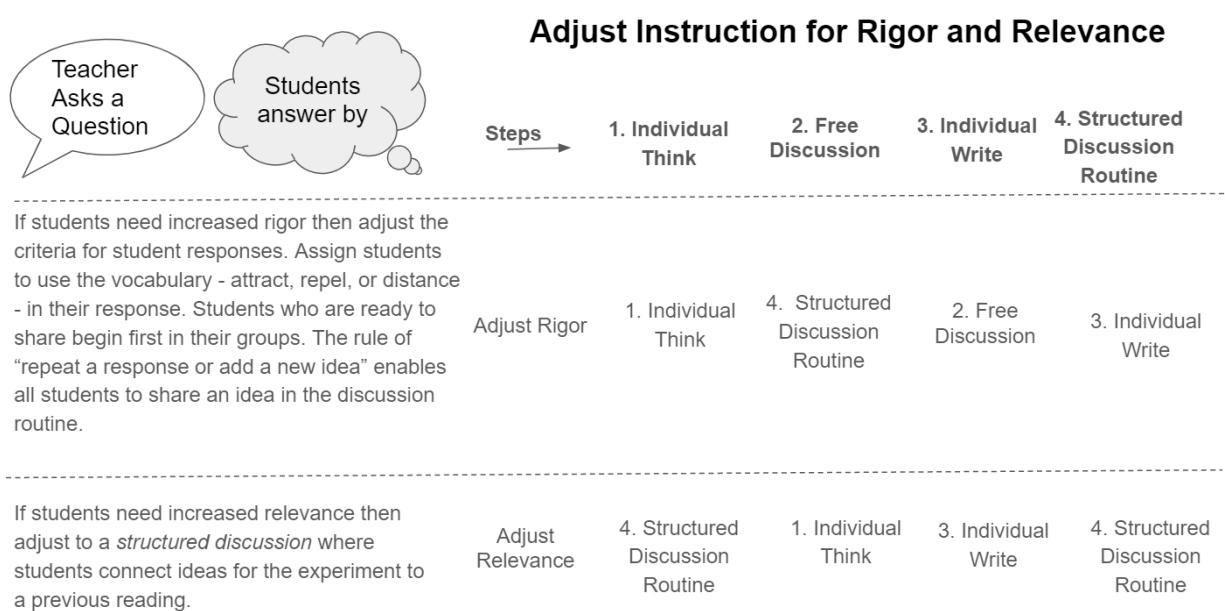 Adjust Instruction for Rigor and Relevance
Teacher
Asks a
Question
Students
answer by
Steps
1. Individual
Think
2. Free
Discussion
3. Individual
Write
4. Structured
Discussion
Routine
If students need increased rigor then adjust the
criteria for student responses. Assign students
to use the vocabulary - attract, repel, or distance
- in their response. Students who are ready to
share begin first in their groups. The rule of
“repeat a response or add a new idea” enables
all students to share an idea in the discussion
routine.
Adjust Rigor
1. Individual
Think
4. Structured
Discussion
Routine
2. Free
Discussion
3. Individual
Write
If students need increased relevance then
adjust to a structured discussion where
students connect ideas for the experiment to
a previous reading.
Adjust
Relevance
4. Structured
Discussion
Routine
1. Individual
Think
3. Individual
Write
4. Structured
Discussion
Routine